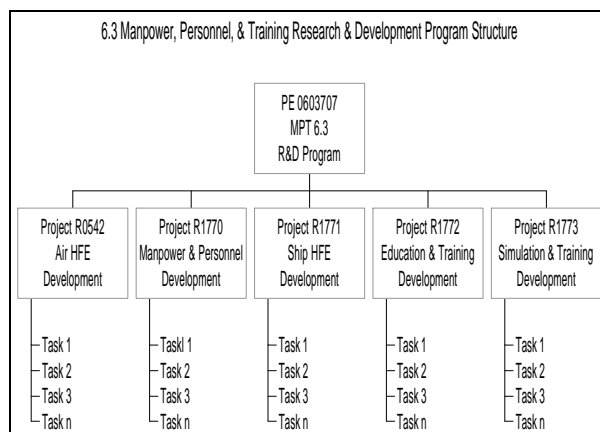 6.3 Manpower, Personnel, & Training Research & Development Program Structure
PE 0603707
MPT 6.3
R&D Program
Project R0542
Air HFE
Development
Project R1770
Manpower & Personnel
Development
Project R1771
Ship HFE
Development
Project R1772
Education & Training
Development
Project R1773
Simulation & Training
Development
Task 1
Task 2
Task 3
Task n
Taskl 1
Task 2
Task 3
Task n
Task 1
Task 2
Task 3
Task n
Task 1
Task 2
Task 3
Task n
Task 1
Task 2
Task 3
Task n